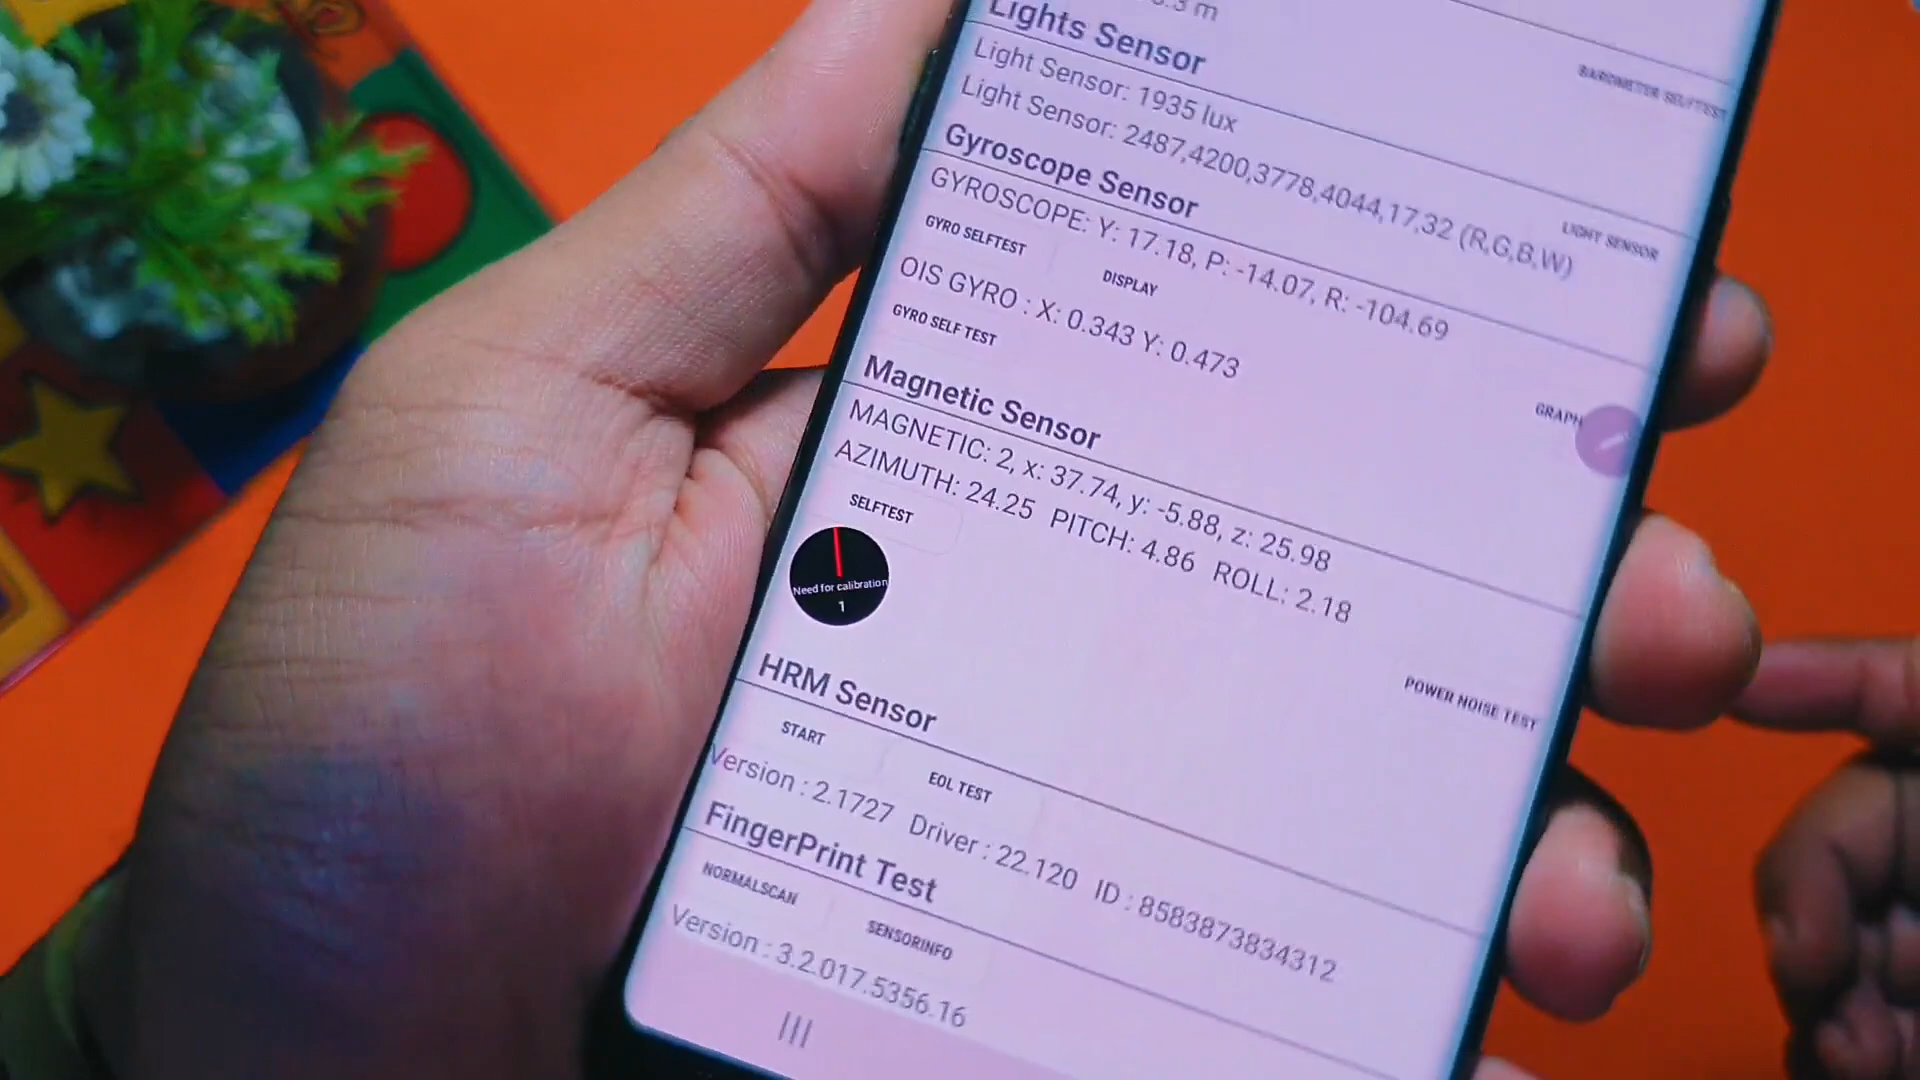 Lights Sensor
Light Sensor: 1935 lux
BAROMETER SELFTEST
Light Sensor: 2487,4200,3778,4044,17,32 (R,G,B,W)
LIGHT SENSOR
Gyroscope Sensor
GYROSCOPE: Y: 17.18, P: -14.07, R: -104.69
GYRO SELFTEST
DISPLAY
OIS GYRO : X: 0.343 Y: 0.473
GYRO SELF TEST
GRAPH
Magnetic Sensor
MAGNETIC: 2, x: 37.74, y: -5.88, z: 25.98
AZIMUTH: 24.25 PITCH: 4.86 ROLL: 2.18
SELFTEST
POWER NOISE TEST
Need for calibration
1
HRM Sensor
START
EOL TEST
Version : 2.1727 Driver : 22.120 ID : 8583873834312
FingerPrint Test
NORMALSCAN
SENSORINFO
Version : 3.2.017.5356.16